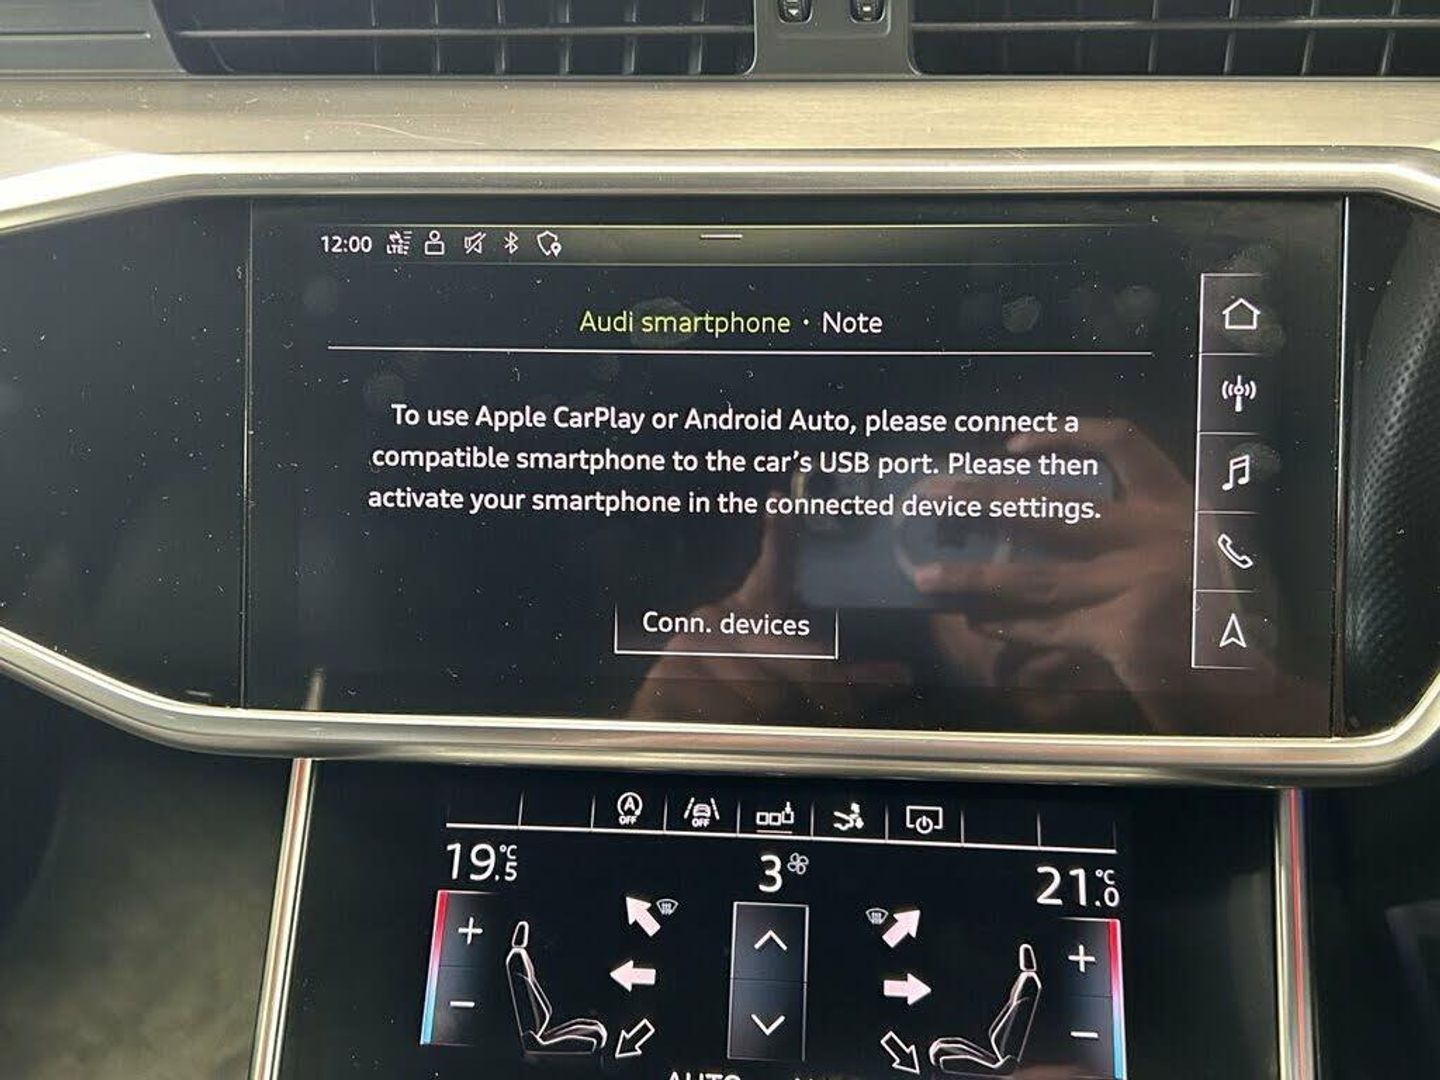 12:00 LTE
Audi smartphone • Note
To use Apple CarPlay or Android Auto, please connect a
compatible smartphone to the car's USB port. Please then
activate your smartphone in the connected device settings.
Conn. devices
A OFF OFF
19.5 °C 3 21.0 °C
+ +
- -
AUTO